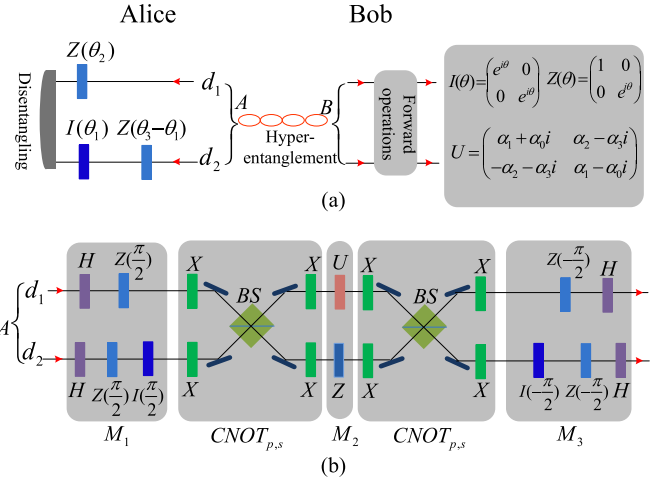 Alice Bob
Z(θ₂)
d₁
I(θ) = (e^{iθ} 0
0 e^{iθ})
Z(θ) = (1 0
0 e^{iθ})
Disentangling
A B
Hyper-
entanglement
Forward
operations
I(θ₁) Z(θ₃−θ₁)
d₂
U = (α₁+α₀i α₂−α₃i
−α₂−α₃i α₁−α₀i)
(a)
H Z(π/2) X X U X X Z(−π/2) H
d₁ BS BS
A
d₂
H Z(π/2) I(π/2) X X Z X X I(−π/2) Z(−π/2) H
M₁ CNOTₚ,ₛ M₂ CNOTₚ,ₛ M₃
(b)